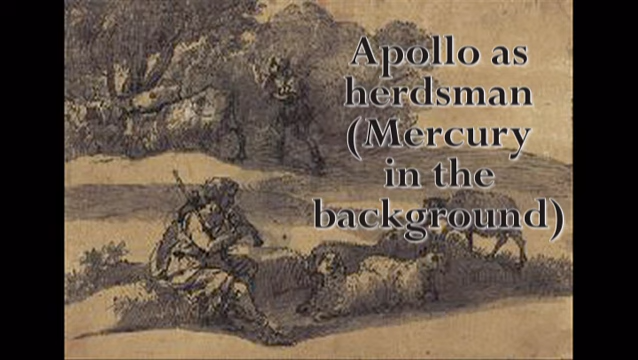 Apollo as
herdsman
(Mercury
in the
background)